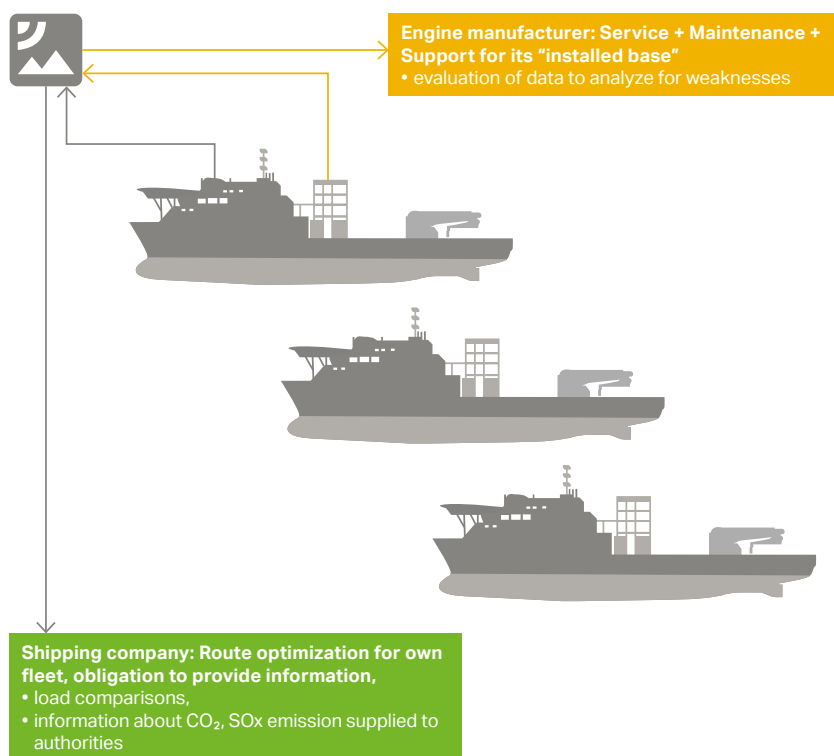 Engine manufacturer: Service + Maintenance +
Support for its “installed base”
• evaluation of data to analyze for weaknesses
Shipping company: Route optimization for own
fleet, obligation to provide information,
• load comparisons,
• information about CO₂, SOx emission supplied to
authorities